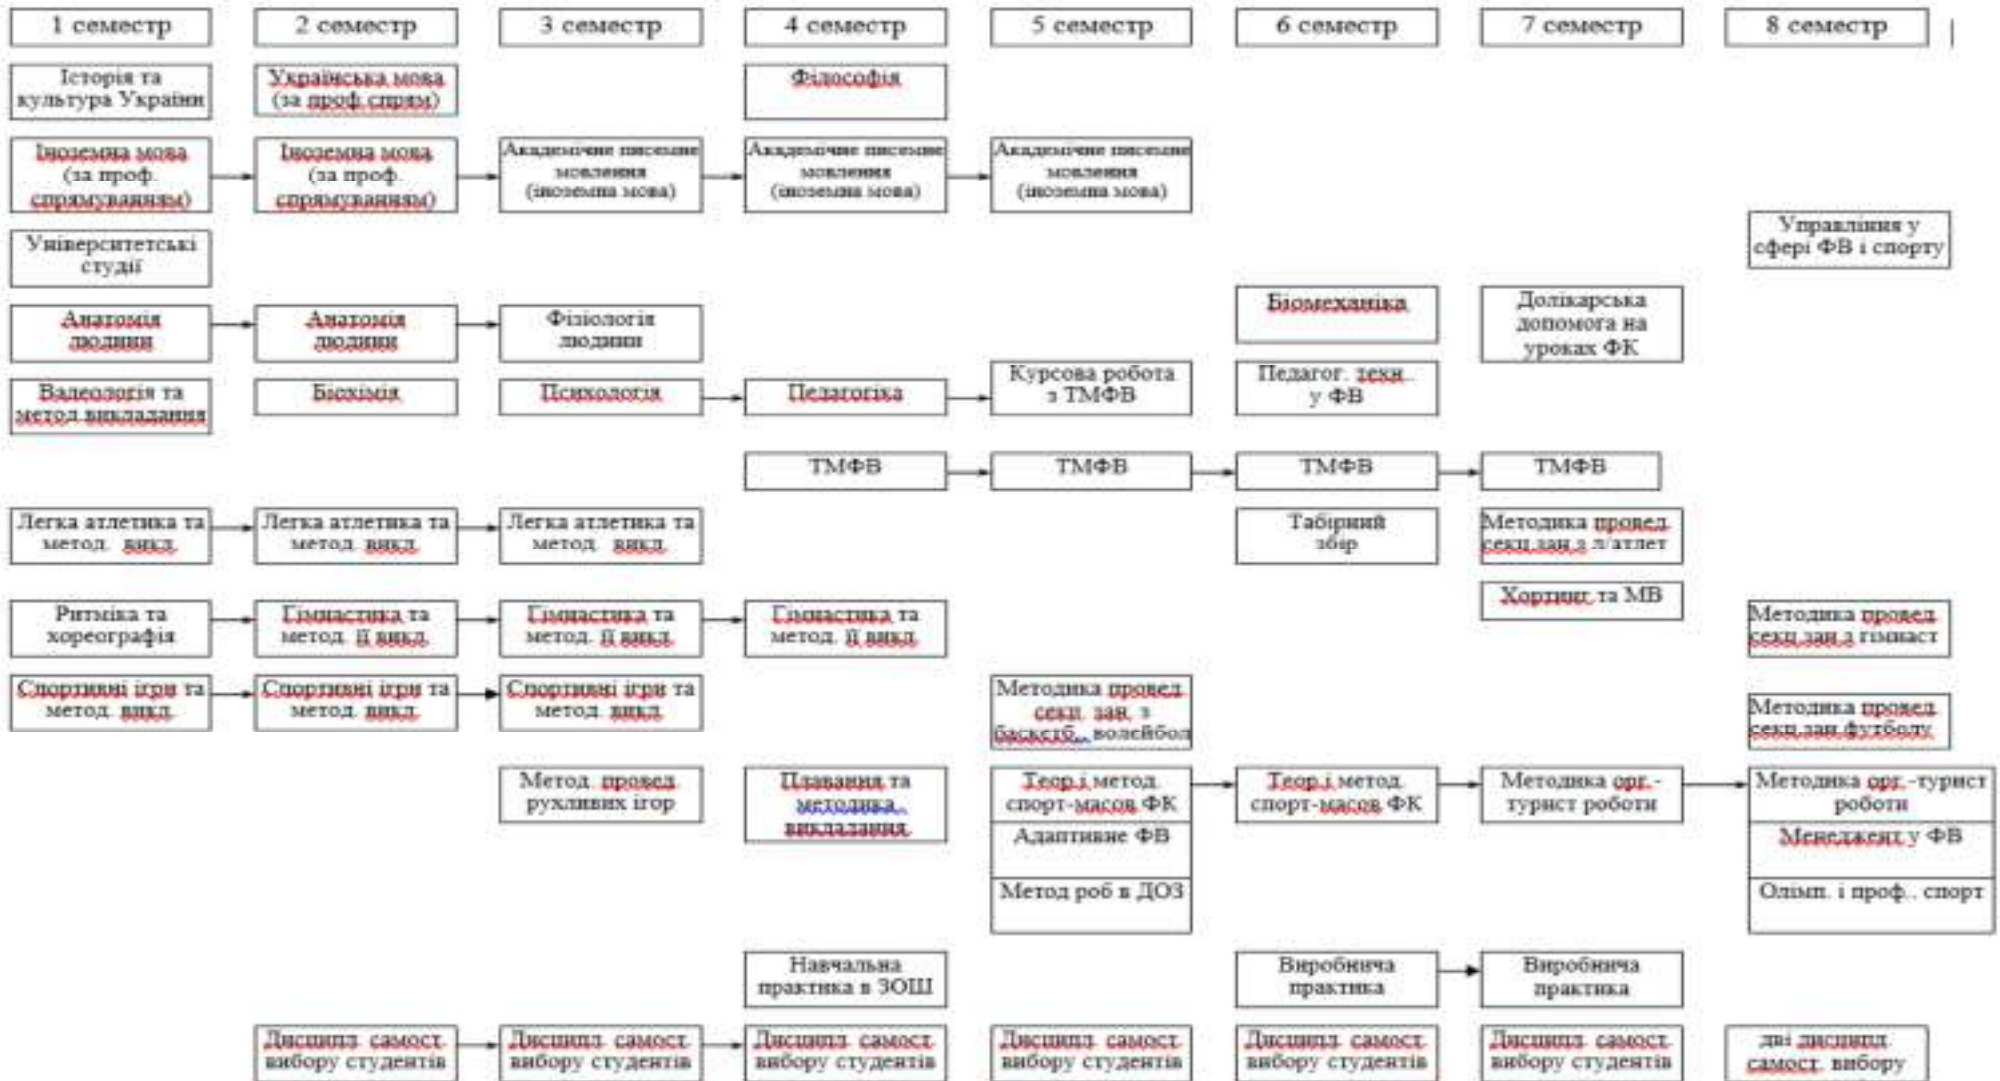 1 семестр
2 семестр
3 семестр
4 семестр
5 семестр
6 семестр
7 семестр
8 семестр
Історія та
культура України
Українська мова
(за проф.спрям)
Філософія
Іноземна мова
(за проф.
спрямуванням)
Іноземна мова
(за проф.
спрямуванням)
Академічне писемне
мовлення
(іноземна мова)
Академічне писемне
мовлення
(іноземна мова)
Академічне писемне
мовлення
(іноземна мова)
Університетські
студії
Управління у
сфері ФВ і спорту
Анатомія
людини
Анатомія
людини
Фізіологія
людини
Біомеханіка
Долікарська
допомога на
уроках ФК
Валеологія та
метод.викладання
Біохімія
Психологія
Педагогіка
Курсова робота
з ТМФВ
Педагог. техн.
у ФВ
ТМФВ
ТМФВ
ТМФВ
ТМФВ
Легка атлетика та
метод. викл.
Легка атлетика та
метод. викл.
Легка атлетика та
метод. викл.
Табірний
збір
Методика провед.
секц.зан.з л/атлет
Хортинг та МВ
Ритміка та
хореографія
Гімнастика та
метод. її викл.
Гімнастика та
метод. її викл.
Гімнастика та
метод. її викл.
Методика провед.
секц.зан.з гімнаст
Спортивні ігри та
метод. викл.
Спортивні ігри та
метод. викл.
Спортивні ігри та
метод. викл.
Методика провед.
секц. зан. з
баскетб., волейбол
Методика провед.
секц.зан.футболу
Метод. провед.
рухливих ігор
Плавання та
методика
викладання
Теор.і метод.
спорт-масов ФК
Теор.і метод.
спорт-масов ФК
Методика орг.-
турист роботи
Методика орг.-турист
роботи
Адаптивне ФВ
Менеджент у ФВ
Метод роб в ДОЗ
Олімп. і проф.. спорт
Навчальна
практика в ЗОШ
Виробнича
практика
Виробнича
практика
Дисципл. самост.
вибору студентів
Дисципл. самост.
вибору студентів
Дисципл. самост.
вибору студентів
Дисципл. самост.
вибору студентів
Дисципл. самост.
вибору студентів
Дисципл. самост.
вибору студентів
дві дисципл.
самост. вибору